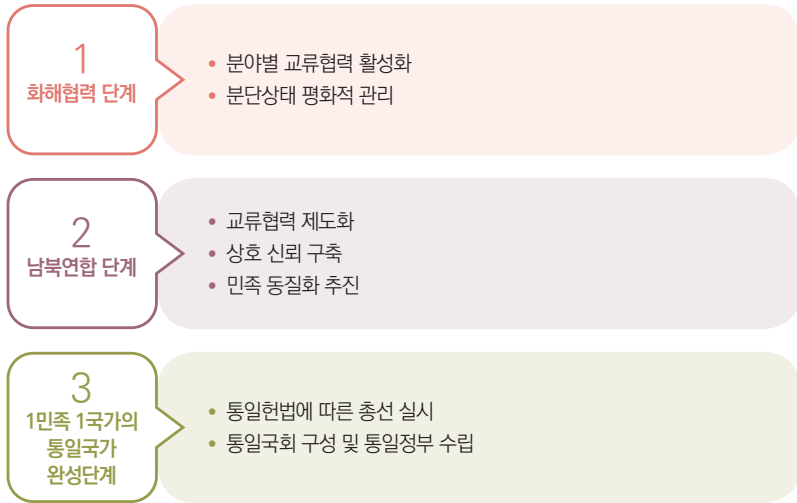 1
화해협력 단계
• 분야별 교류협력 활성화
• 분단상태 평화적 관리
2
남북연합 단계
• 교류협력 제도화
• 상호 신뢰 구축
• 민족 동질화 추진
3
1민족 1국가의
통일국가
완성단계
• 통일헌법에 따른 총선 실시
• 통일국회 구성 및 통일정부 수립